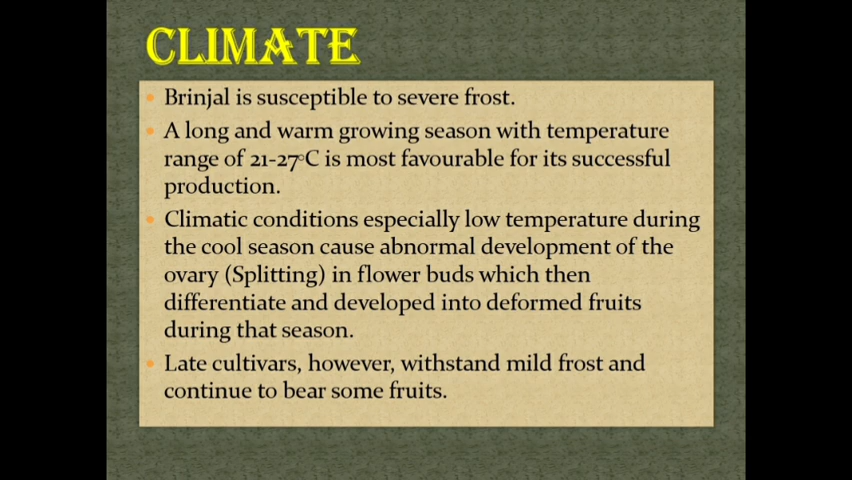 CLIMATE
Brinjal is susceptible to severe frost.
A long and warm growing season with temperature
range of 21-27°C is most favourable for its successful
production.
Climatic conditions especially low temperature during
the cool season cause abnormal development of the
ovary (Splitting) in flower buds which then
differentiate and developed into deformed fruits
during that season.
Late cultivars, however, withstand mild frost and
continue to bear some fruits.